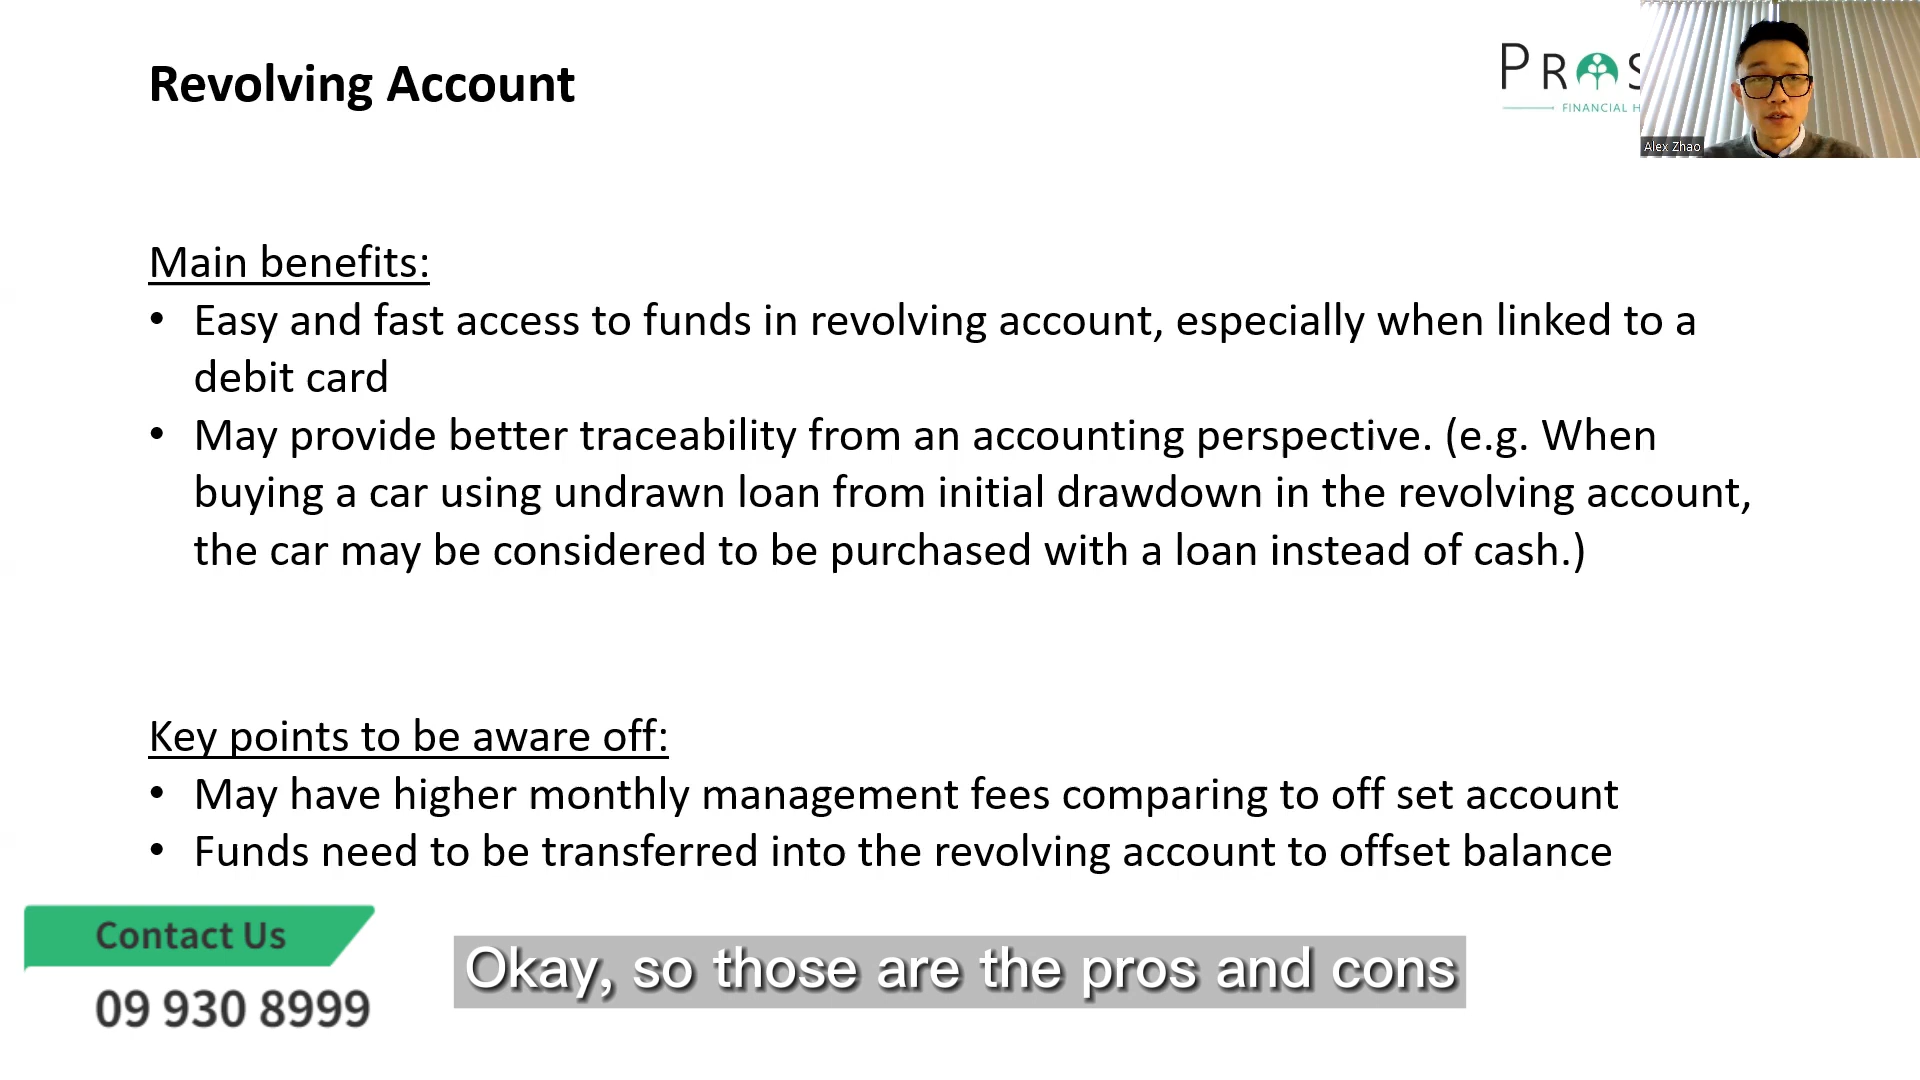 Revolving Account
PROS
FINANCIAL H
Alex Zhao
Main benefits:
• Easy and fast access to funds in revolving account, especially when linked to a
debit card
• May provide better traceability from an accounting perspective. (e.g. When
buying a car using undrawn loan from initial drawdown in the revolving account,
the car may be considered to be purchased with a loan instead of cash.)
Key points to be aware off:
• May have higher monthly management fees comparing to off set account
• Funds need to be transferred into the revolving account to offset balance
Contact Us
09 930 8999
Okay, so those are the pros and cons